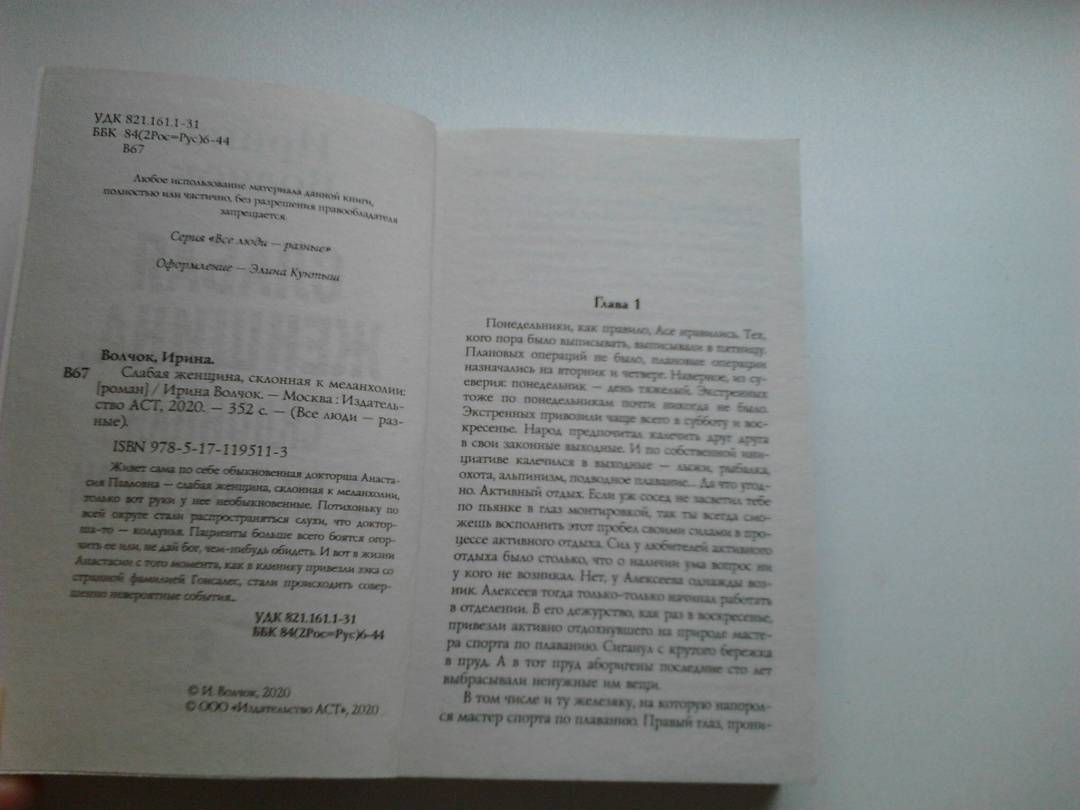 УДК 821.161.1-31
ББК 84(2Рос=Рус)6-44
В67
Любое использование материала данной книги,
полностью или частично, без разрешения правообладателя
запрещается.
Серия «Все люди — разные»
Оформление — Элина Кунтыш
Волчок, Ирина.
В67 Слабая женщина, склонная к меланхолии:
[роман] / Ирина Волчок. — Москва : Издатель-
ство АСТ, 2020. — 352 с. — (Все люди — раз-
ные).
ISBN 978-5-17-119511-3
Живет сама по себе обыкновенная докторша Анаста-
сия Павловна — слабая женщина, склонная к меланхолии,
только вот руки у нее необыкновенные. Потихоньку по
всей округе стали распространяться слухи, что доктор-
ша-то — колдунья. Пациенты больше всего боятся огор-
чить ее или, не дай бог, чем-нибудь обидеть. И вот в жизни
Анастасии с того момента, как в клинику привезли зэка со
странной фамилией Гонсалес, стали происходить совер-
шенно невероятные события...
УДК 821.161.1-31
ББК 84(2Рос=Рус)6-44
© И. Волчок, 2020
© ООО «Издательство АСТ», 2020
Глава 1
Понедельники, как правило, Асе нравились. Тех,
кого пора было выписывать, выписывали в пятницу.
Плановых операций не было, плановые операции
назначались на вторник и четверг. Наверное, из су-
еверия: понедельник — день тяжелый. Экстренных
тоже по понедельникам почти никогда не было.
Экстренных привозили чаще всего в субботу и вос-
кресенье. Народ предпочитал калечить друг друга
в свои законные выходные. И по собственной ини-
циативе калечился в выходные — лыжи, рыбалка,
охота, альпинизм, подводное плавание... Да что угод-
но. Активный отдых. Если уж сосед не засветил тебе
по пьянке в глаз монтировкой, так ты всегда смо-
жешь восполнить этот пробел своими силами в про-
цессе активного отдыха. Сил у любителей активного
отдыха было столько, что о наличии ума вопрос ни
у кого не возникал. Нет, у Алексеева однажды воз-
ник. Алексеев тогда только-только начинал работать
в отделении. В его дежурство, как раз в воскресенье,
привезли активно отдохнувшего на природе масте-
ра спорта по плаванию. Сиганул с крутого бережка
в пруд. А в тот пруд аборигены последние сто лет
выбрасывали ненужные им вещи.
В том числе и ту железяку, на которую напорол-
ся мастер спорта по плаванию. Правый глаз, прони-